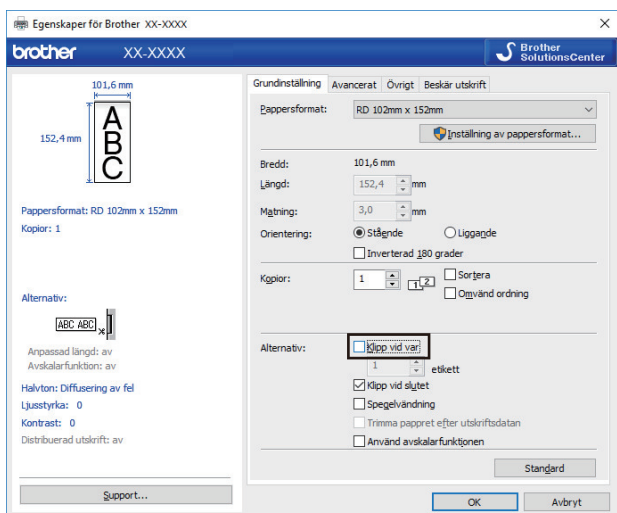 Egenskaper för Brother XX-XXXX
brother XX-XXXX Brother SolutionsCenter
101,6 mm
152,4 mm
ABC
Pappersformat: RD 102mm x 152mm
Kopior: 1
Alternativ:
ABC ABC
Anpassad längd: av
Avskalarfunktion: av
Halvton: Diffusering av fel
Ljusstyrka: 0
Kontrast: 0
Distribuerad utskrift: av
Support...
Grundinställning Avancerat Övrigt Beskär utskrift
Pappersformat: RD 102mm x 152mm
Inställning av pappersformat...
Bredd: 101,6 mm
Längd: 152,4 mm
Matning: 3,0 mm
Orientering: Stående Liggande
Inverterad 180 grader
Kopior: 1 1 2 Sortera
Omvänd ordning
Alternativ: Klipp vid var
1 etikett
Klipp vid slutet
Spegelvändning
Trimma pappret efter utskriftsdatan
Använd avskalarfunktionen
Standard
OK Avbryt